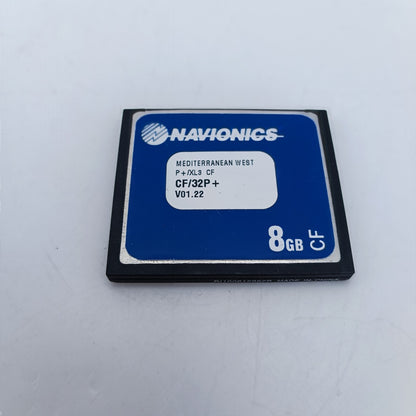 NAVIONICS
MEDITERRANEAN WEST
P+/XL3 CF
CF/32P+
V01.22
8GB CF